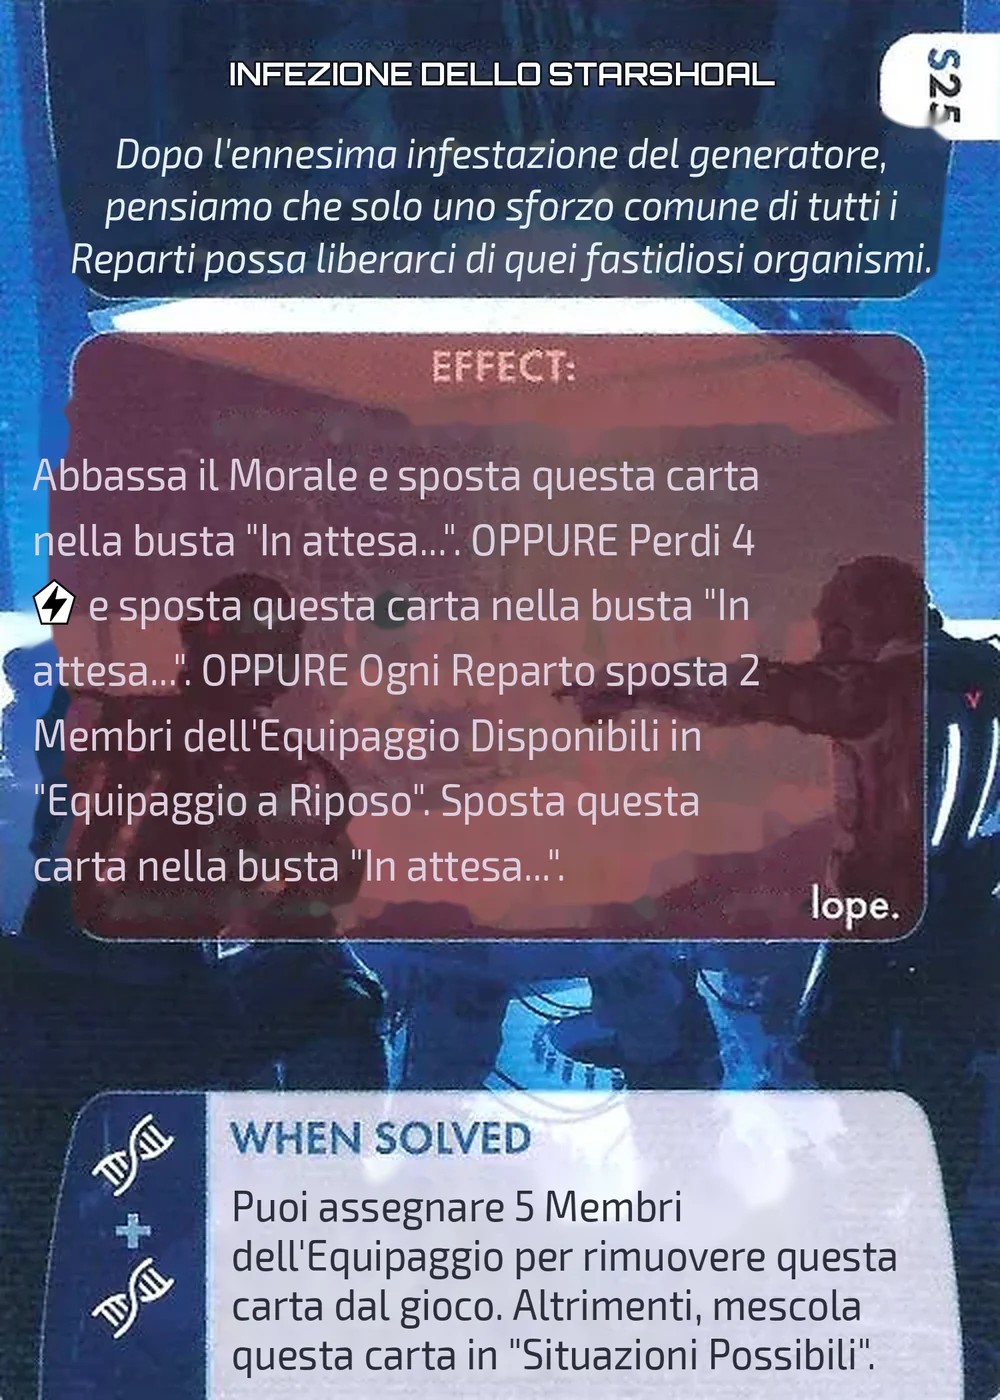 INFEZIONE DELLO STARSHOAL
S25
Dopo l'ennesima infestazione del generatore,
pensiamo che solo uno sforzo comune di tutti i
Reparti possa liberarci di quei fastidiosi organismi.
EFFECT:
Abbassa il Morale e sposta questa carta
nella busta "In attesa...". OPPURE Perdi 4
e sposta questa carta nella busta "In
attesa...". OPPURE Ogni Reparto sposta 2
Membri dell'Equipaggio Disponibili in
"Equipaggio a Riposo". Sposta questa
carta nella busta "In attesa...".
lope.
WHEN SOLVED
Puoi assegnare 5 Membri
dell'Equipaggio per rimuovere questa
carta dal gioco. Altrimenti, mescola
questa carta in "Situazioni Possibili".